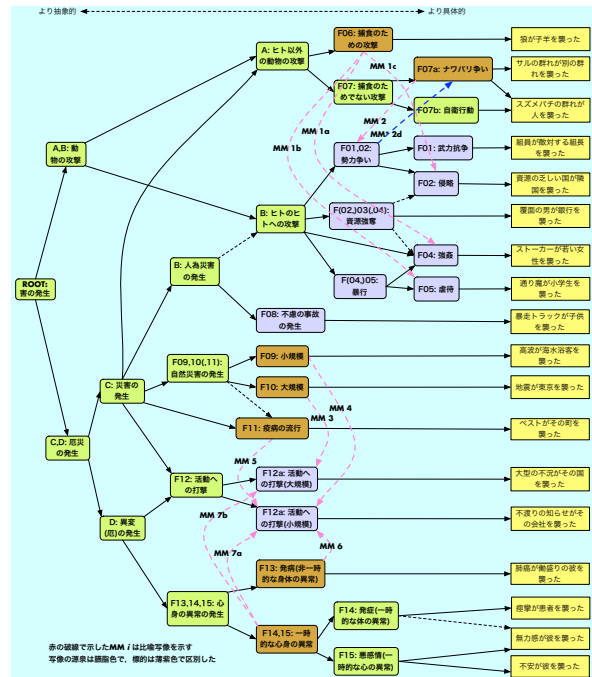 より抽象的
より具体的
F06: 捕食のた
めの攻撃
狼が子羊を襲った
A: ヒト以外
の動物の攻撃
MM 1c
F07a: ナワバリ争い
サルの群れが別の群
れを襲った
F07: 捕食のた
めでない攻撃
F07b: 自衛行動
スズメバチの群れが
人を襲った
MM 2
MM 1a
MM 2d
MM 1b
A,B: 動
物の攻撃
F01,02:
勢力争い
F01: 武力抗争
組員が敵対する組長
を襲った
F02: 侵略
資源の乏しい国が隣
国を襲った
B: ヒトのヒ
トへの攻撃
F(02,)03(,04):
資源強奪
覆面の男が銀行を
襲った
F04: 強姦
ストーカーが若い女
性を襲った
B: 人為災害
の発生
ROOT:
害の発生
F(04,)05:
暴行
F05: 虐待
通り魔が小学生を
襲った
F08: 不慮の事故
の発生
暴走トラックが子供
を襲った
F09,10(,11):
自然災害の発生
F09: 小規模
高波が海水浴客を
襲った
C: 災害の
発生
F10: 大規模
地震が東京を襲った
MM 4
MM 3
F11: 疫病の流行
ペストがその町を
襲った
C,D: 厄災
の発生
MM 5
F12: 活動へ
の打撃
F12a: 活動へ
の打撃(大規模)
大型の不況がその国
を襲った
MM 7b
F12a: 活動へ
の打撃(小規模)
不渡りの知らせがそ
の会社を襲った
D: 異変
(厄)の発生
MM 6
MM 7a
F13: 発病(非一時
的な身体の異常)
肺癌が働盛りの彼を
襲った
F13,14,15: 心
身の異常の発生
F14: 発症(一時
的な体の異常)
痙攣が患者を襲った
F14,15: 一時
的な心身の異常
無力感が彼を襲った
F15: 悪感情(一
時的な心の異常)
不安が彼を襲った
赤の破線で示したMM i は比喩写像を示す
写像の源泉は臙脂色で，標的は薄紫色で区別した